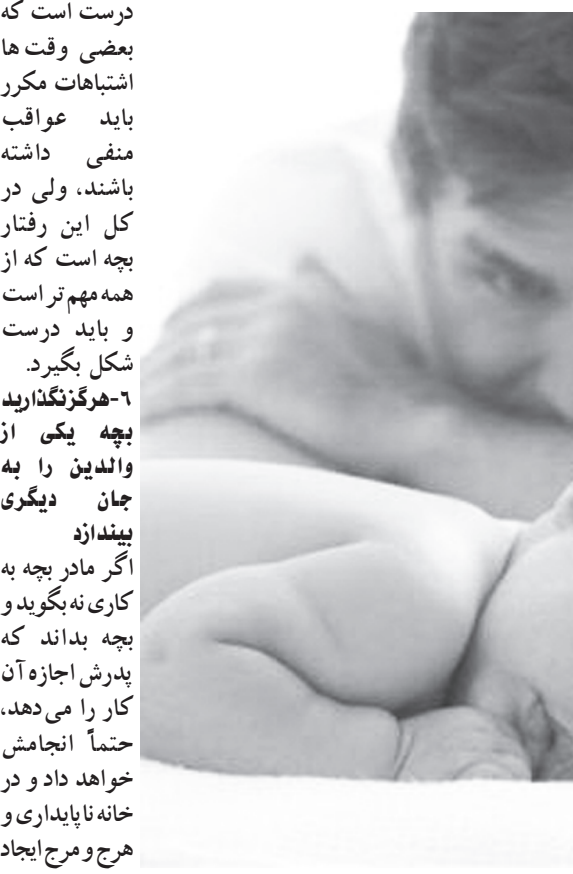 درست است که
بعضی وقت ها
اشتباهات مکرر
باید عواقب
منفی داشته
باشند، ولی در
کل این رفتار
بچه است که از
همه مهم تر است
و باید درست
شکل بگیرد.
٦-هرگزنگذارید
بچه یکی از
والدین را به
جان دیگری
بیندازد
اگر مادر بچه به
کاری نه بگوید و
بچه بداند که
پدرش اجازه آن
کار را می دهد،
حتماً انجامش
خواهد داد و در
خانه ناپایداری و
هرج و مرج ایجاد